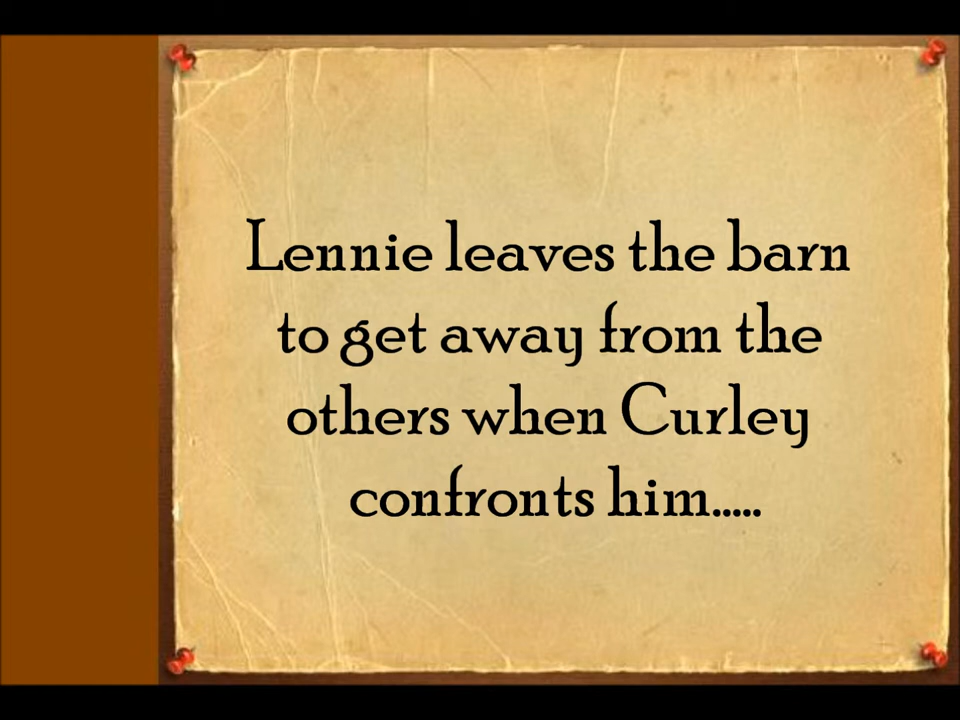 Lennie leaves the barn
to get away from the
others when Curley
confronts him.....